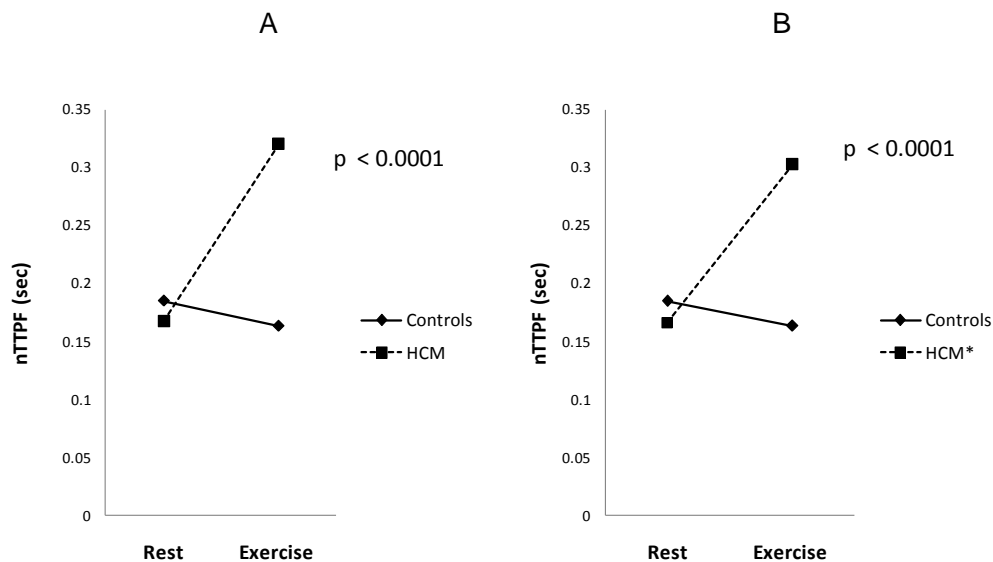 A
0.35
0.3
0.25
0.2
0.15
0.1
0.05
0
nTTPF (sec)
p < 0.0001
Controls
HCM
Rest Exercise
B
0.35
0.3
0.25
0.2
0.15
0.1
0.05
0
nTTPF (sec)
p < 0.0001
Controls
HCM*
Rest Exercise